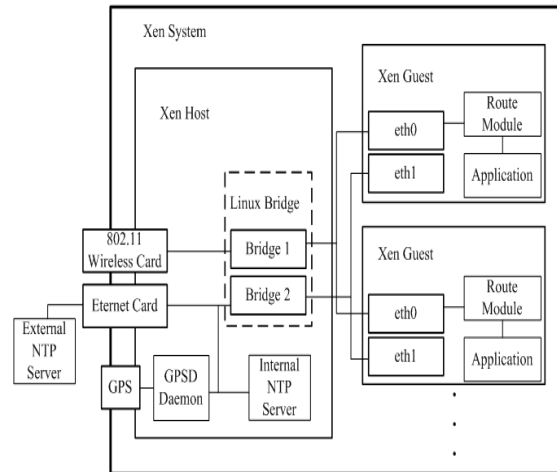 Xen System
Xen Host
Linux Bridge
Bridge 1
Bridge 2
802.11
Wireless Card
Eternet Card
External
NTP
Server
GPS
GPSD
Daemon
Internal
NTP
Server
Xen Guest
eth0
eth1
Route
Module
Application
Xen Guest
eth0
eth1
Route
Module
Application